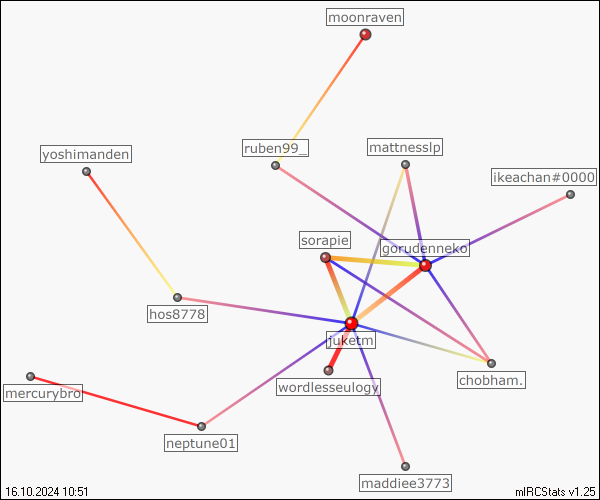 moonraven
ruben99_
mattnesslp
yoshimanden
ikeachan#0000
sorapie
gorudenneko
hos8778
juketm
wordlesseulogy
chobham.
mercurybro
neptune01
maddiee3773
16.10.2024 10:51
mIRCStats v1.25